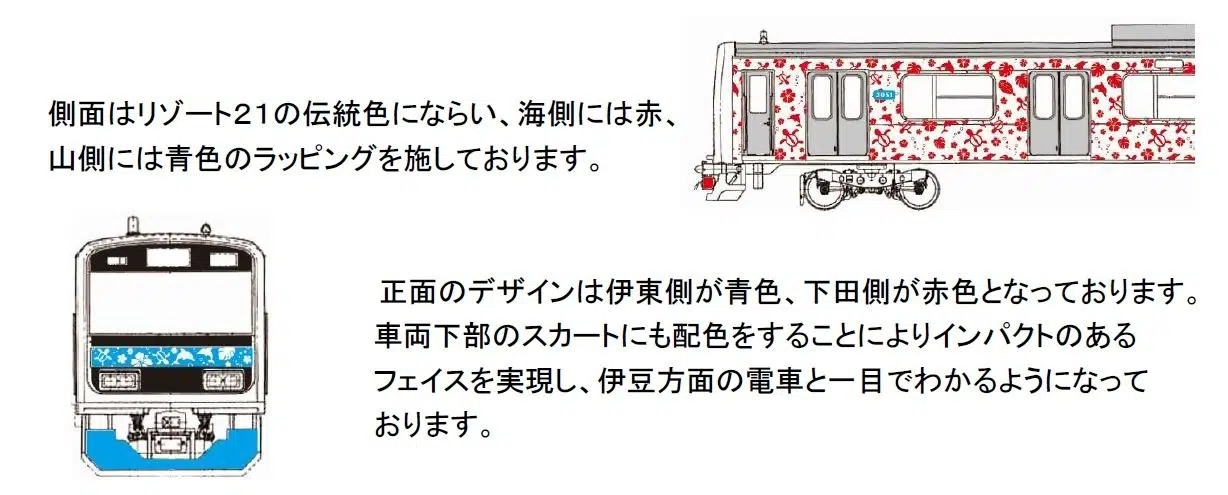 側面はリゾート２１の伝統色にならい、海側には赤、
山側には青色のラッピングを施しております。
3051
正面のデザインは伊東側が青色、下田側が赤色となっております。
車両下部のスカートにも配色をすることによりインパクトのある
フェイスを実現し、伊豆方面の電車と一目でわかるようになって
おります。